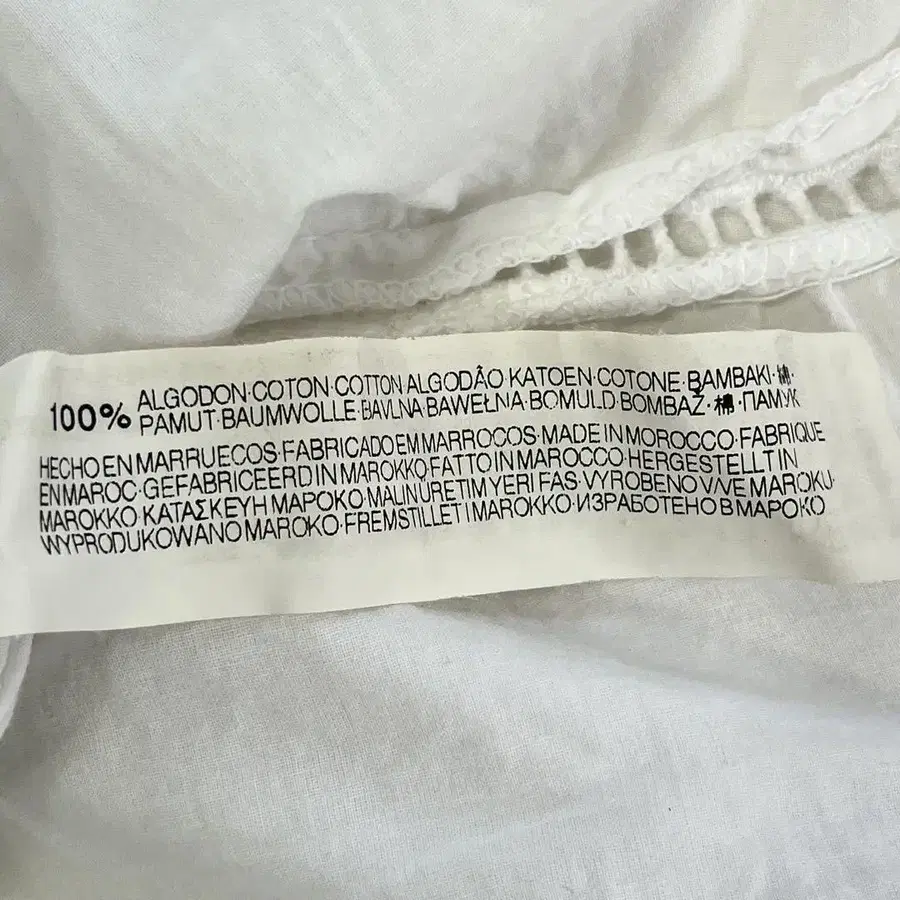 100% ALGODON·COTON·COTTON·ALGODÃO·KATOEN·COTONE·BAMBAKI·棉·
PAMUT·BAUMWOLLE·BAVLNA·BAWEŁNA·BOMULD·BOMBAŽ·棉·ПАМУК
HECHO EN MARRUECOS·FABRICADO EM MARROCOS·MADE IN MOROCCO·FABRIQUE
EN MAROC·GEFABRICEERD IN MAROKKO·FATTO IN MAROCCO·HERGESTELLT IN
MAROKKO·ΚΑΤΑΣΚΕΥΗ ΜΑΡΟΚΟ·MALIN ÜRETIM YERI FAS·VYROBENO V/VE MAROKU·
WYPRODUKOWANO MAROKO·FREMSTILLET I MAROKKO·ИЗРАБОТЕНО В МАРОКО